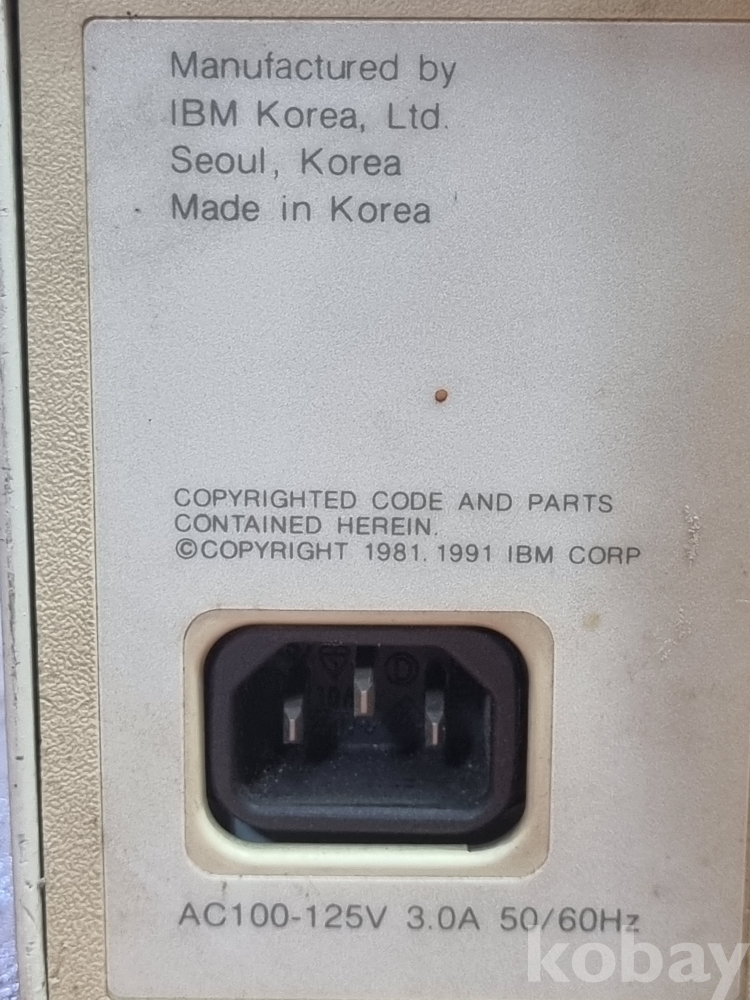 Manufactured by
IBM Korea, Ltd.
Seoul, Korea
Made in Korea
COPYRIGHTED CODE AND PARTS
CONTAINED HEREIN.
©COPYRIGHT 1981. 1991 IBM CORP
10A
AC100-125V 3.0A 50/60Hz
kobay